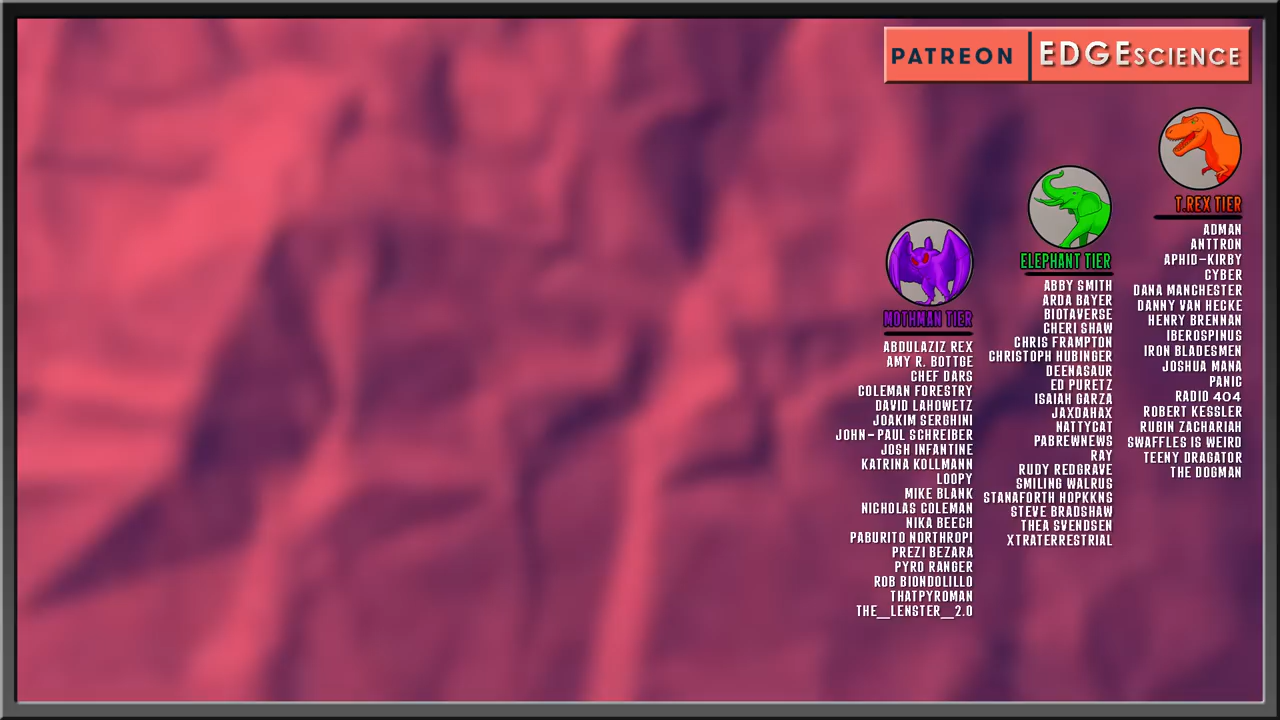 PATREON
EDGESCIENCE
T.REX TIER
ADMAN
ANTTRON
APHID-KIRBY
CYBER
DANA MANCHESTER
DANNY VAN HECKE
HENRY BRENNAN
IBEROSPINUS
IRON BLADESMEN
JOSHUA MANA
PANIC
RADIO 404
ROBERT KESSLER
RUBIN ZACHARIAH
SWAFFLES IS WEIRD
TEENY DRAGATOR
THE DOGMAN
ELEPHANT TIER
ABBY SMITH
ARDA BAYER
BIOTAVERSE
CHERI SHAW
CHRIS FRAMPTON
CHRISTOPH HUBINGER
DEENASAUR
ED PURETZ
ISAIAH GARZA
JAXDAHAX
NATTYCAT
PABREWNEWS
RAY
RUDY REDGRAVE
SMILING WALRUS
STANAFORTH HOPKKNS
STEVE BRADSHAW
THEA SVENDSEN
XTRATERRESTRIAL
MOTHMAN TIER
ABDULAZIZ REX
AMY R. BOTTGE
CHEF DARS
COLEMAN FORESTRY
DAVID LAHOWETZ
JOAKIM SERGHINI
JOHN-PAUL SCHREIBER
JOSH INFANTINE
KATRINA KOLLMANN
LOOPY
MIKE BLANK
NICHOLAS COLEMAN
NIKA BEECH
PABURITO NORTHROPI
PREZI BEZARA
PYRO RANGER
ROB BIONDOLILLO
THATPYROMAN
THE__LENSTER__2.0